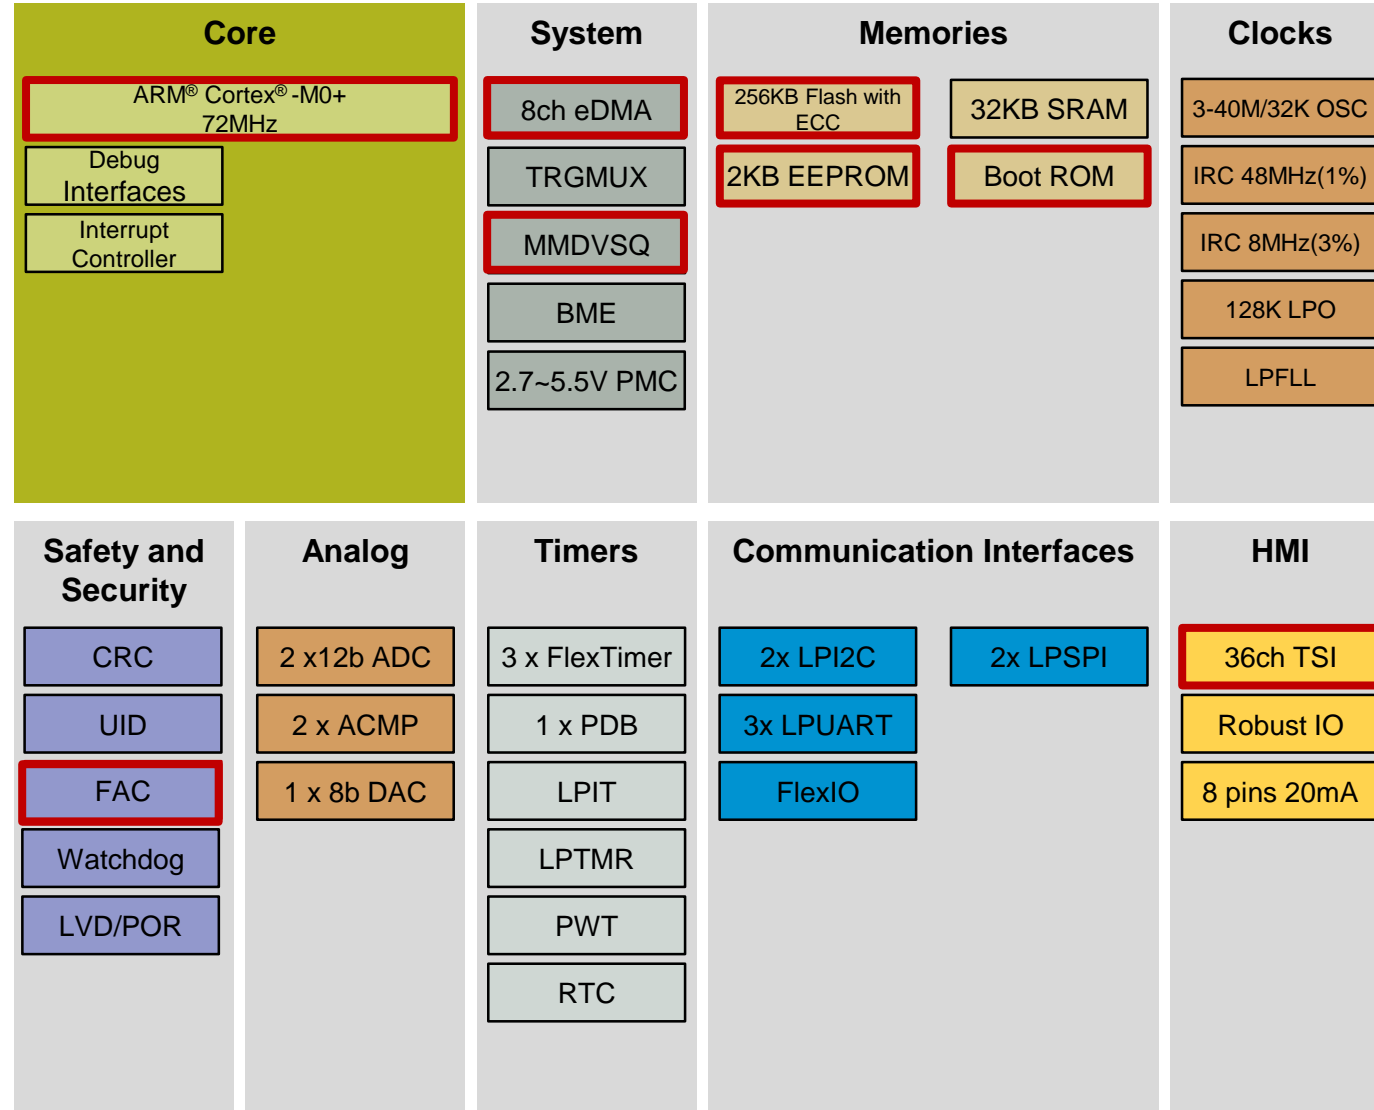 Core
ARM® Cortex®-M0+
72MHz
Debug
Interfaces
Interrupt
Controller
System
8ch eDMA
TRGMUX
MMDVSQ
BME
2.7~5.5V PMC
Memories
256KB Flash with
ECC
32KB SRAM
2KB EEPROM
Boot ROM
Clocks
3-40M/32K OSC
IRC 48MHz(1%)
IRC 8MHz(3%)
128K LPO
LPFLL
Safety and
Security
CRC
UID
FAC
Watchdog
LVD/POR
Analog
2 x12b ADC
2 x ACMP
1 x 8b DAC
Timers
3 x FlexTimer
1 x PDB
LPIT
LPTMR
PWT
RTC
Communication Interfaces
2x LPI2C
2x LPSPI
3x LPUART
FlexIO
HMI
36ch TSI
Robust IO
8 pins 20mA